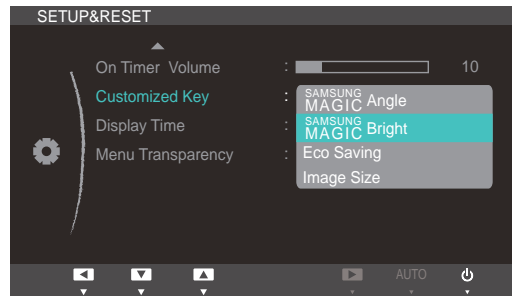 SETUP&RESET
On Timer Volume : 10
Customized Key :
SAMSUNG MAGIC Angle
Display Time :
SAMSUNG MAGIC Bright
Menu Transparency :
Eco Saving
Image Size
AUTO